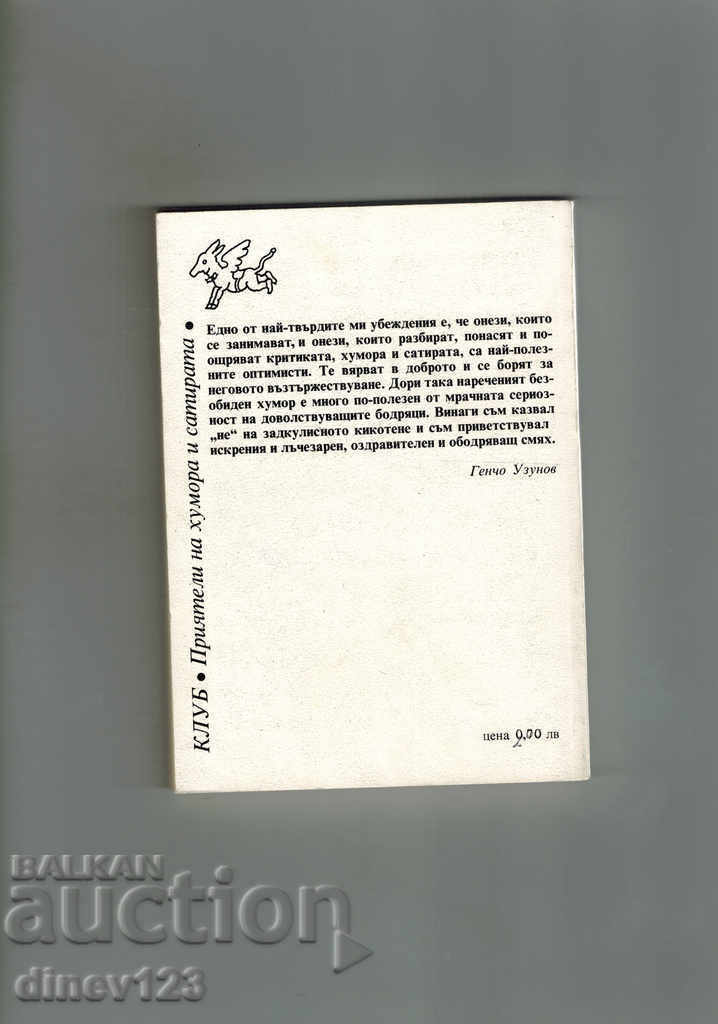 Едно от най-твърдите ми убеждения е, че онези, които
се занимават, и онези, които разбират, понасят и по-
ощряват критиката, хумора и сатирата, са най-полез-
ните оптимисти. Те вярват в доброто и се борят за
неговото възтържествуване. Дори така нареченият без-
обиден хумор е много по-полезен от мрачната сериоз-
ност на доволствуващите бодряци. Винаги съм казвал
„не" на задкулисното кикотене и съм приветствувал
искрения и лъчезарен, оздравителен и ободряващ смях.
Генчо Узунов
КЛУБ • Приятели на хумора и сатирата •
цена 0,70 лв
BALKAN
auction
dinev123